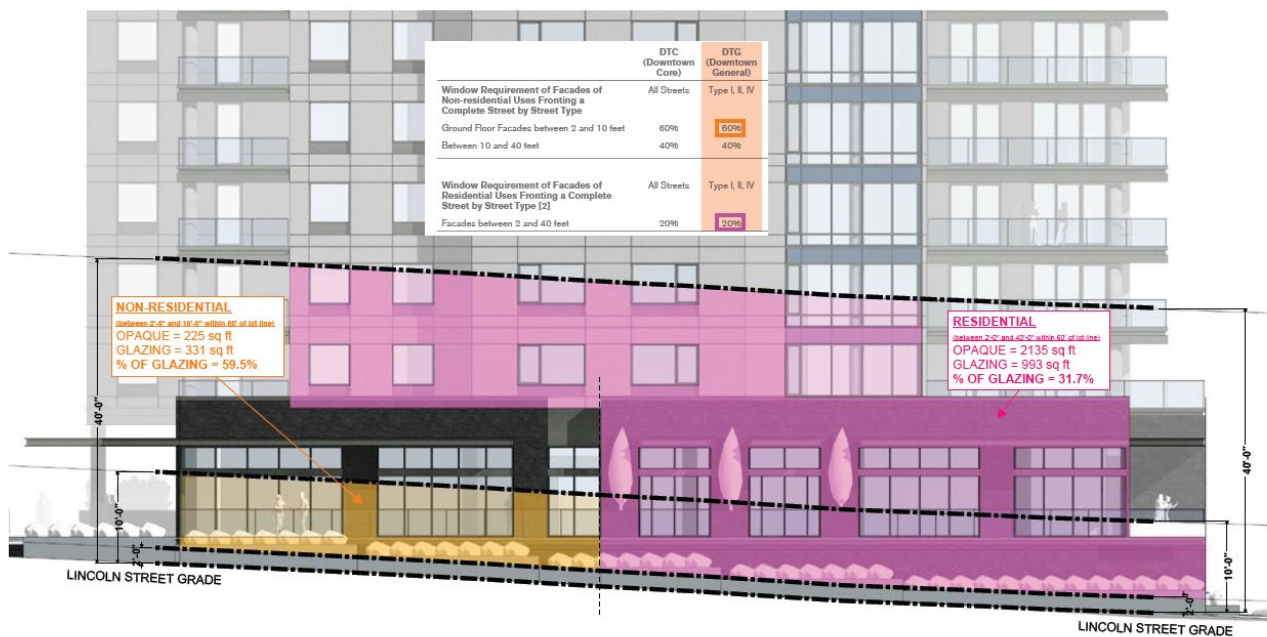 DTC
(Downtown
Core)
DTG
(Downtown
General)
Window Requirement of Facades of
Non-residential Uses Fronting a
Complete Street by Street Type
All Streets
Type I, II, IV
Ground Floor Facades between 2 and 10 feet
60%
60%
Between 10 and 40 feet
40%
40%
Window Requirement of Facades of
Residential Uses Fronting a Complete
Street by Street Type [2]
All Streets
Type I, II, IV
Facades between 2 and 40 feet
20%
20%
NON-RESIDENTIAL
(between 2'-0" and 10'-0" within 60' of lot line)
OPAQUE = 225 sq ft
GLAZING = 331 sq ft
% OF GLAZING = 59.5%
RESIDENTIAL
(between 2'-0" and 40'-0" within 60' of lot line)
OPAQUE = 2135 sq ft
GLAZING = 993 sq ft
% OF GLAZING = 31.7%
40'-0"
10'-0"
2'-0"
LINCOLN STREET GRADE
40'-0"
10'-0"
2'-0"
LINCOLN STREET GRADE